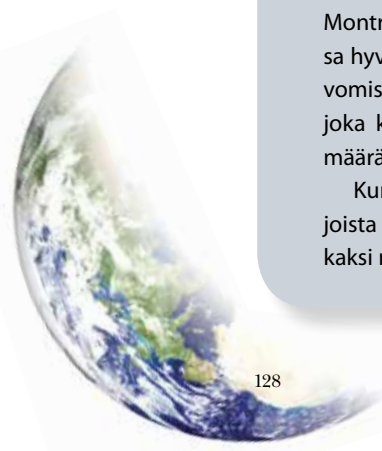 Montr
sa hyv
vomis
joka k
määrä
Kur
joista
kaksi r
128